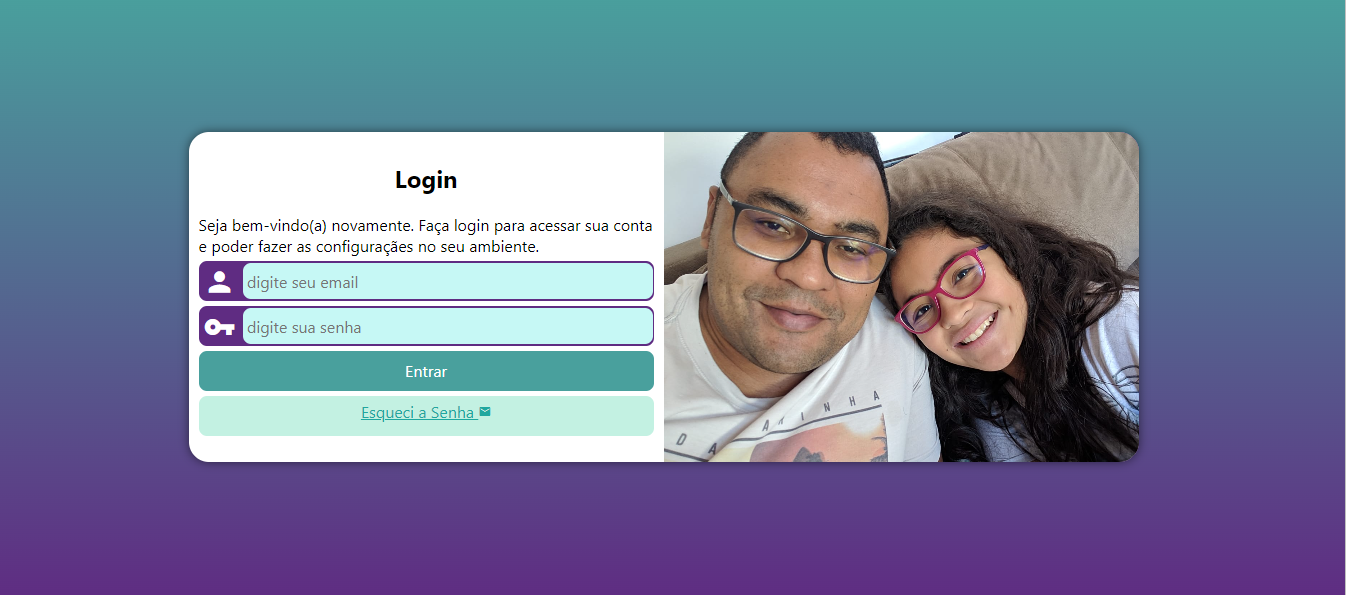 Login
Seja bem-vindo(a) novamente. Faça login para acessar sua conta
e poder fazer as configuraçães no seu ambiente.
digite seu email
digite sua senha
Entrar
Esqueci a Senha
DA
ARINHA